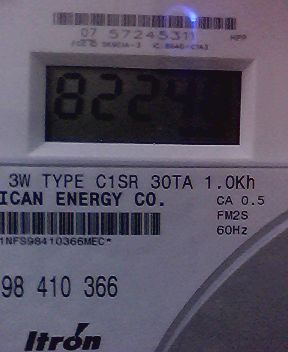 07 57245311 HPP
8224
3W TYPE C1SR 30TA 1.0Kh
ICAN ENERGY CO. CA 0.5
FM2S
1NFS98410366MEC* 60Hz
98 410 366
Itron